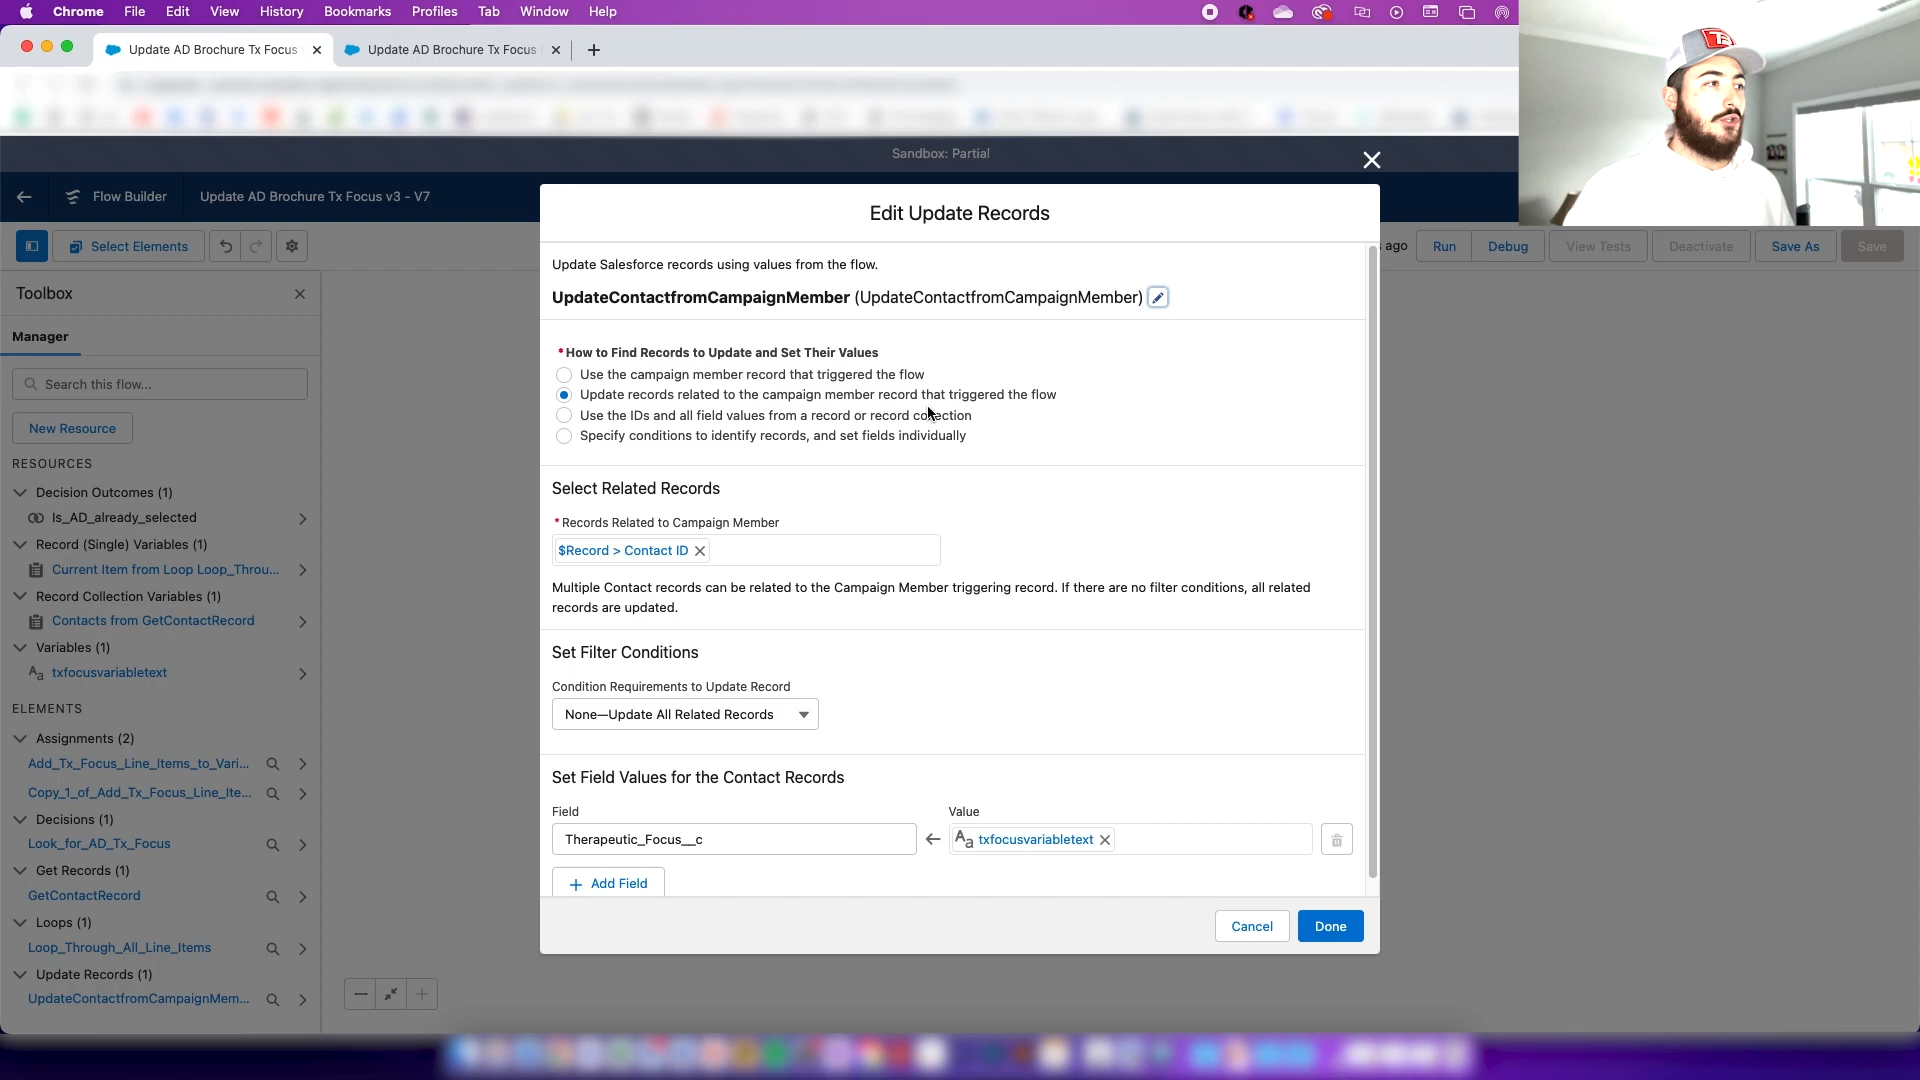 Chrome File Edit View History Bookmarks Profiles Tab Window Help
Update AD Brochure Tx Focus
Update AD Brochure Tx Focus
Sandbox: Partial
Flow Builder
Update AD Brochure Tx Focus v3 - V7
Select Elements
ago
Run
Debug
View Tests
Deactivate
Save As
Save
Toolbox
Manager
Search this flow...
New Resource
RESOURCES
Decision Outcomes (1)
Is_AD_already_selected
Record (Single) Variables (1)
Current Item from Loop Loop_Throu...
Record Collection Variables (1)
Contacts from GetContactRecord
Variables (1)
Aa txfocusvariabletext
ELEMENTS
Assignments (2)
Add_Tx_Focus_Line_Items_to_Vari...
Copy_1_of_Add_Tx_Focus_Line_Ite...
Decisions (1)
Look_for_AD_Tx_Focus
Get Records (1)
GetContactRecord
Loops (1)
Loop_Through_All_Line_Items
Update Records (1)
UpdateContactfromCampaignMem...
Edit Update Records
Update Salesforce records using values from the flow.
UpdateContactfromCampaignMember (UpdateContactfromCampaignMember)
*How to Find Records to Update and Set Their Values
Use the campaign member record that triggered the flow
Update records related to the campaign member record that triggered the flow
Use the IDs and all field values from a record or record collection
Specify conditions to identify records, and set fields individually
Select Related Records
*Records Related to Campaign Member
$Record > Contact ID
Multiple Contact records can be related to the Campaign Member triggering record. If there are no filter conditions, all related
records are updated.
Set Filter Conditions
Condition Requirements to Update Record
None—Update All Related Records
Set Field Values for the Contact Records
Field
Value
Therapeutic_Focus__c
Aa txfocusvariabletext
+ Add Field
Cancel
Done